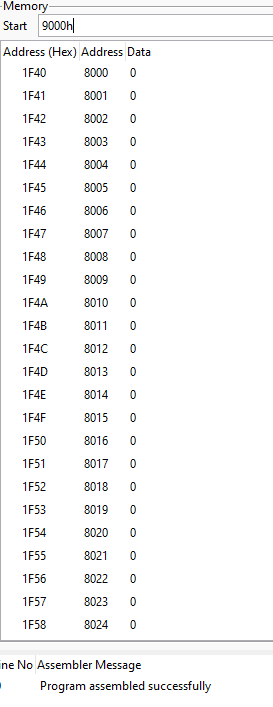 Memory
Start 9000h
Address (Hex) Address Data
1F40 8000 0
1F41 8001 0
1F42 8002 0
1F43 8003 0
1F44 8004 0
1F45 8005 0
1F46 8006 0
1F47 8007 0
1F48 8008 0
1F49 8009 0
1F4A 8010 0
1F4B 8011 0
1F4C 8012 0
1F4D 8013 0
1F4E 8014 0
1F4F 8015 0
1F50 8016 0
1F51 8017 0
1F52 8018 0
1F53 8019 0
1F54 8020 0
1F55 8021 0
1F56 8022 0
1F57 8023 0
1F58 8024 0
ine No Assembler Message
Program assembled successfully